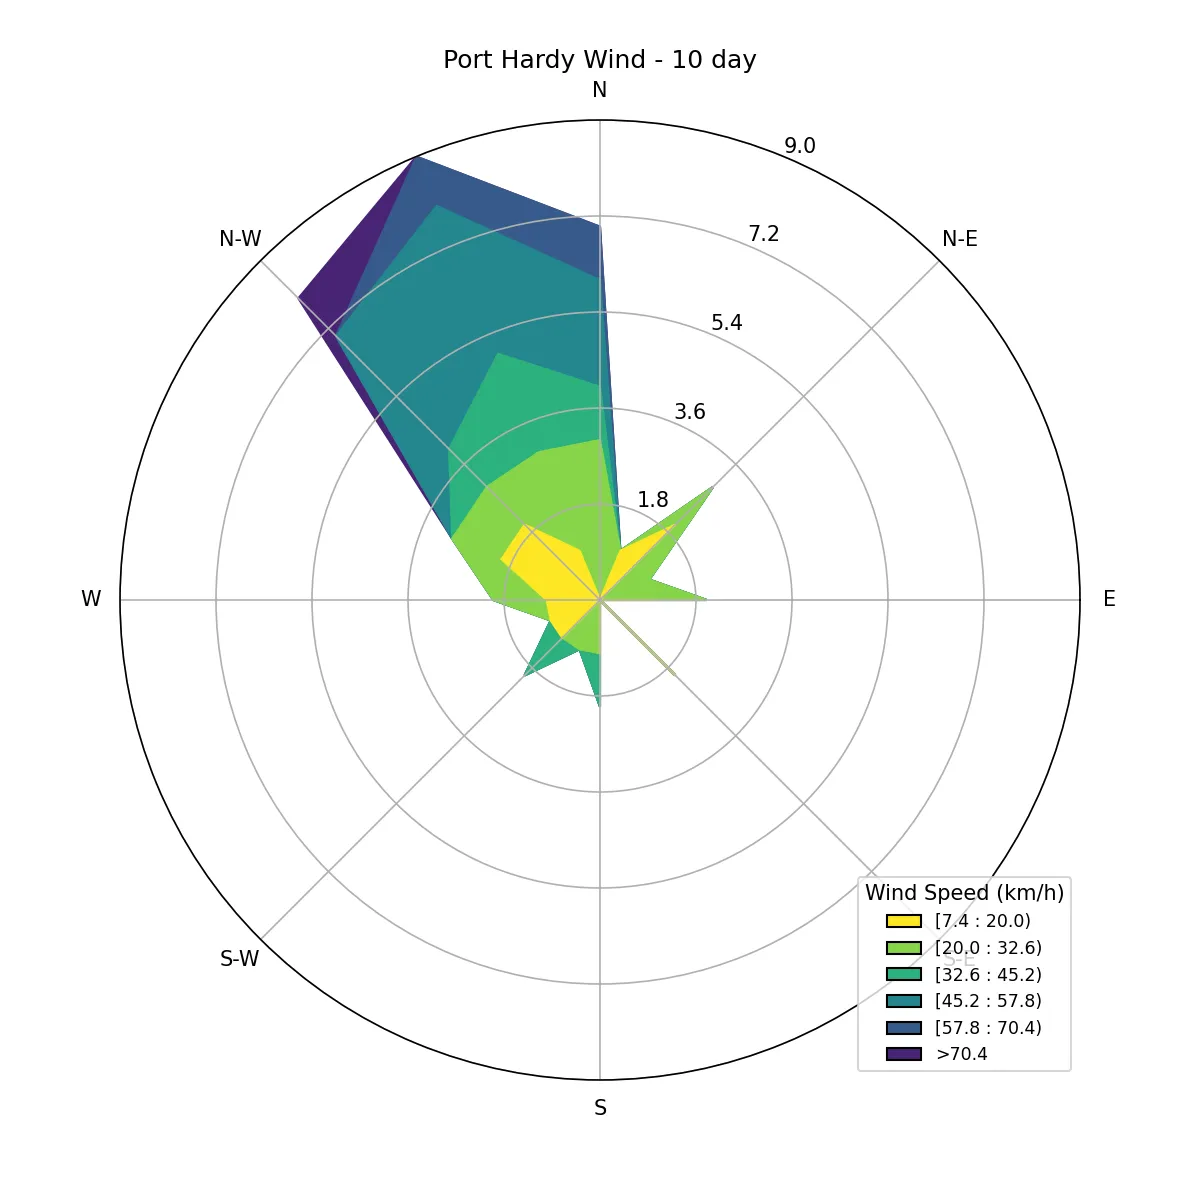 Port Hardy Wind - 10 day
N
9.0
N-W
7.2
N-E
5.4
3.6
1.8
W
E
S-W
S-E
S
Wind Speed (km/h)
[7.4 : 20.0)
[20.0 : 32.6)
[32.6 : 45.2)
[45.2 : 57.8)
[57.8 : 70.4)
>70.4